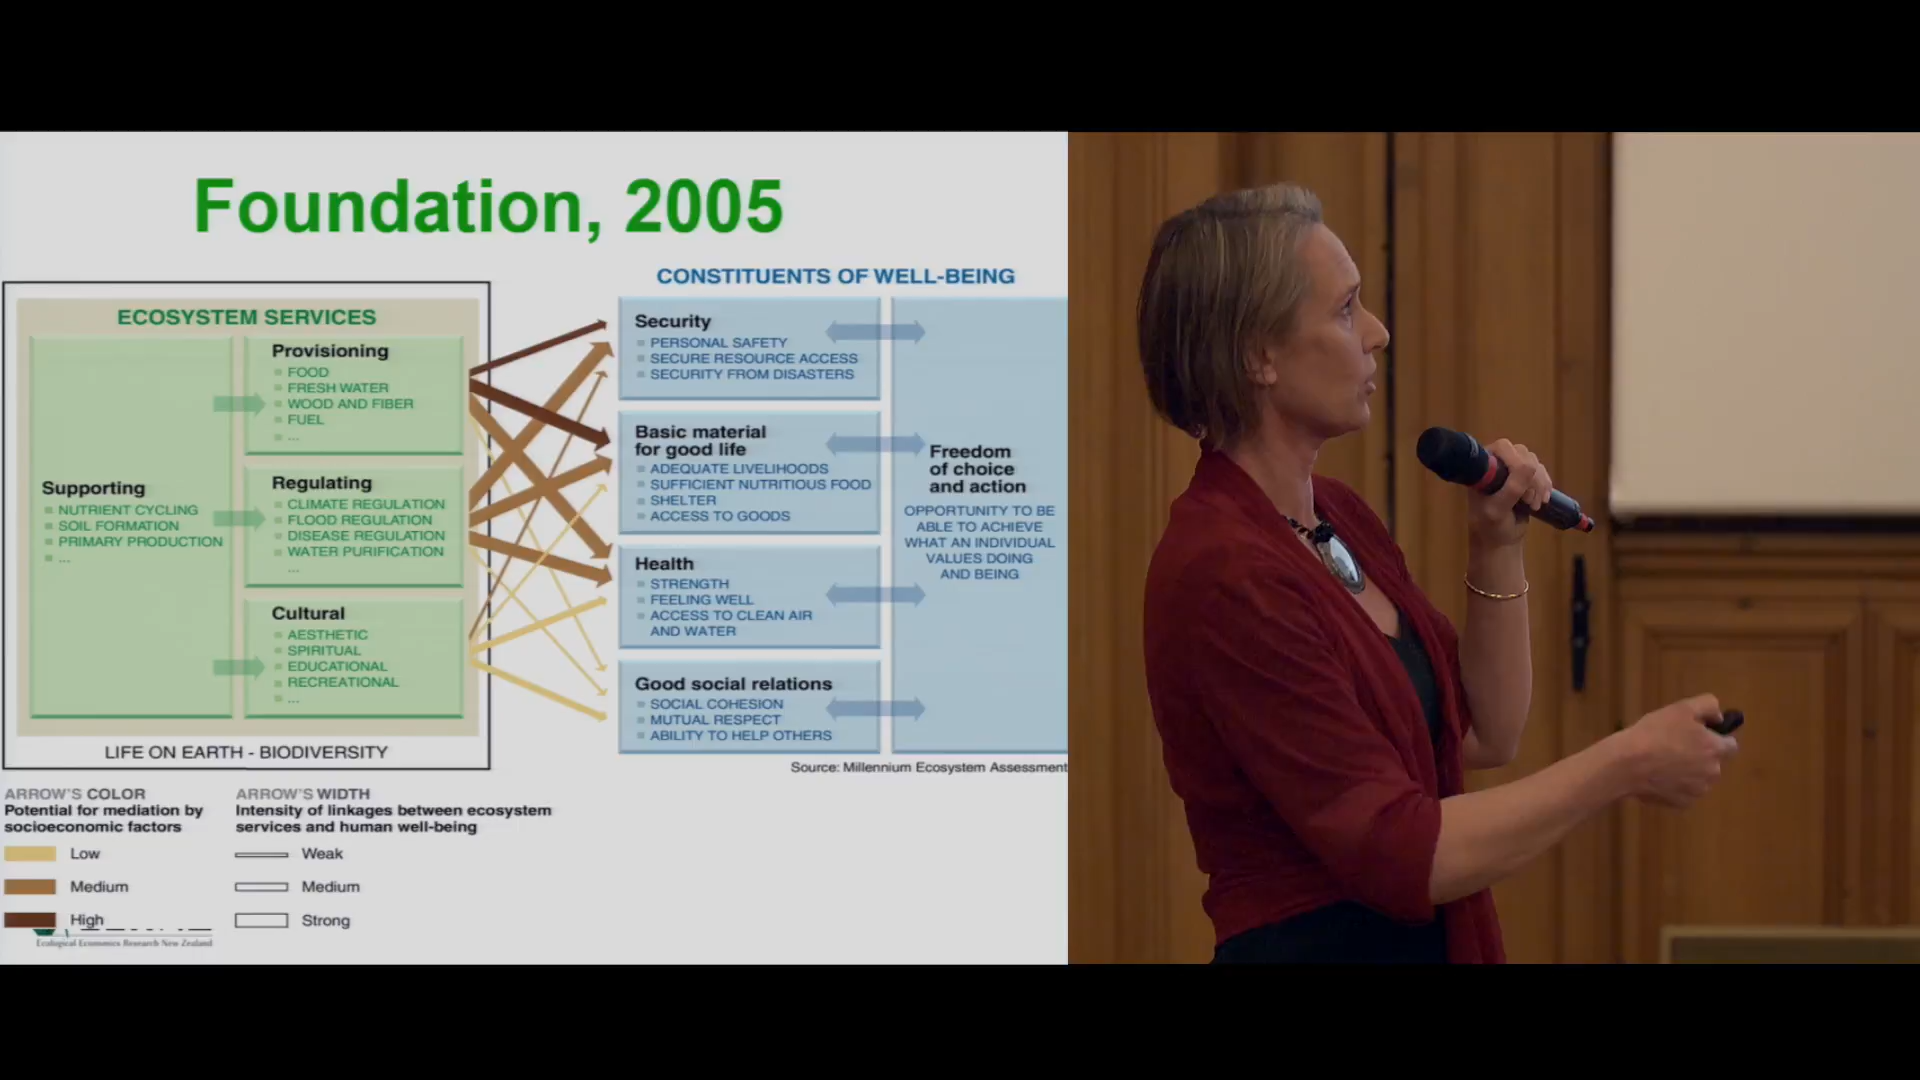 Foundation, 2005
ECOSYSTEM SERVICES
Supporting
NUTRIENT CYCLING
SOIL FORMATION
PRIMARY PRODUCTION
...
Provisioning
FOOD
FRESH WATER
WOOD AND FIBER
FUEL
...
Regulating
CLIMATE REGULATION
FLOOD REGULATION
DISEASE REGULATION
WATER PURIFICATION
...
Cultural
AESTHETIC
SPIRITUAL
EDUCATIONAL
RECREATIONAL
...
LIFE ON EARTH - BIODIVERSITY
CONSTITUENTS OF WELL-BEING
Security
PERSONAL SAFETY
SECURE RESOURCE ACCESS
SECURITY FROM DISASTERS
Basic material
for good life
ADEQUATE LIVELIHOODS
SUFFICIENT NUTRITIOUS FOOD
SHELTER
ACCESS TO GOODS
Health
STRENGTH
FEELING WELL
ACCESS TO CLEAN AIR
AND WATER
Good social relations
SOCIAL COHESION
MUTUAL RESPECT
ABILITY TO HELP OTHERS
Freedom
of choice
and action
OPPORTUNITY TO BE
ABLE TO ACHIEVE
WHAT AN INDIVIDUAL
VALUES DOING
AND BEING
Source: Millennium Ecosystem Assessment
ARROW'S COLOR
Potential for mediation by
socioeconomic factors
Low
Medium
High
ARROW'S WIDTH
Intensity of linkages between ecosystem
services and human well-being
Weak
Medium
Strong
Ecological Economics Research New Zealand